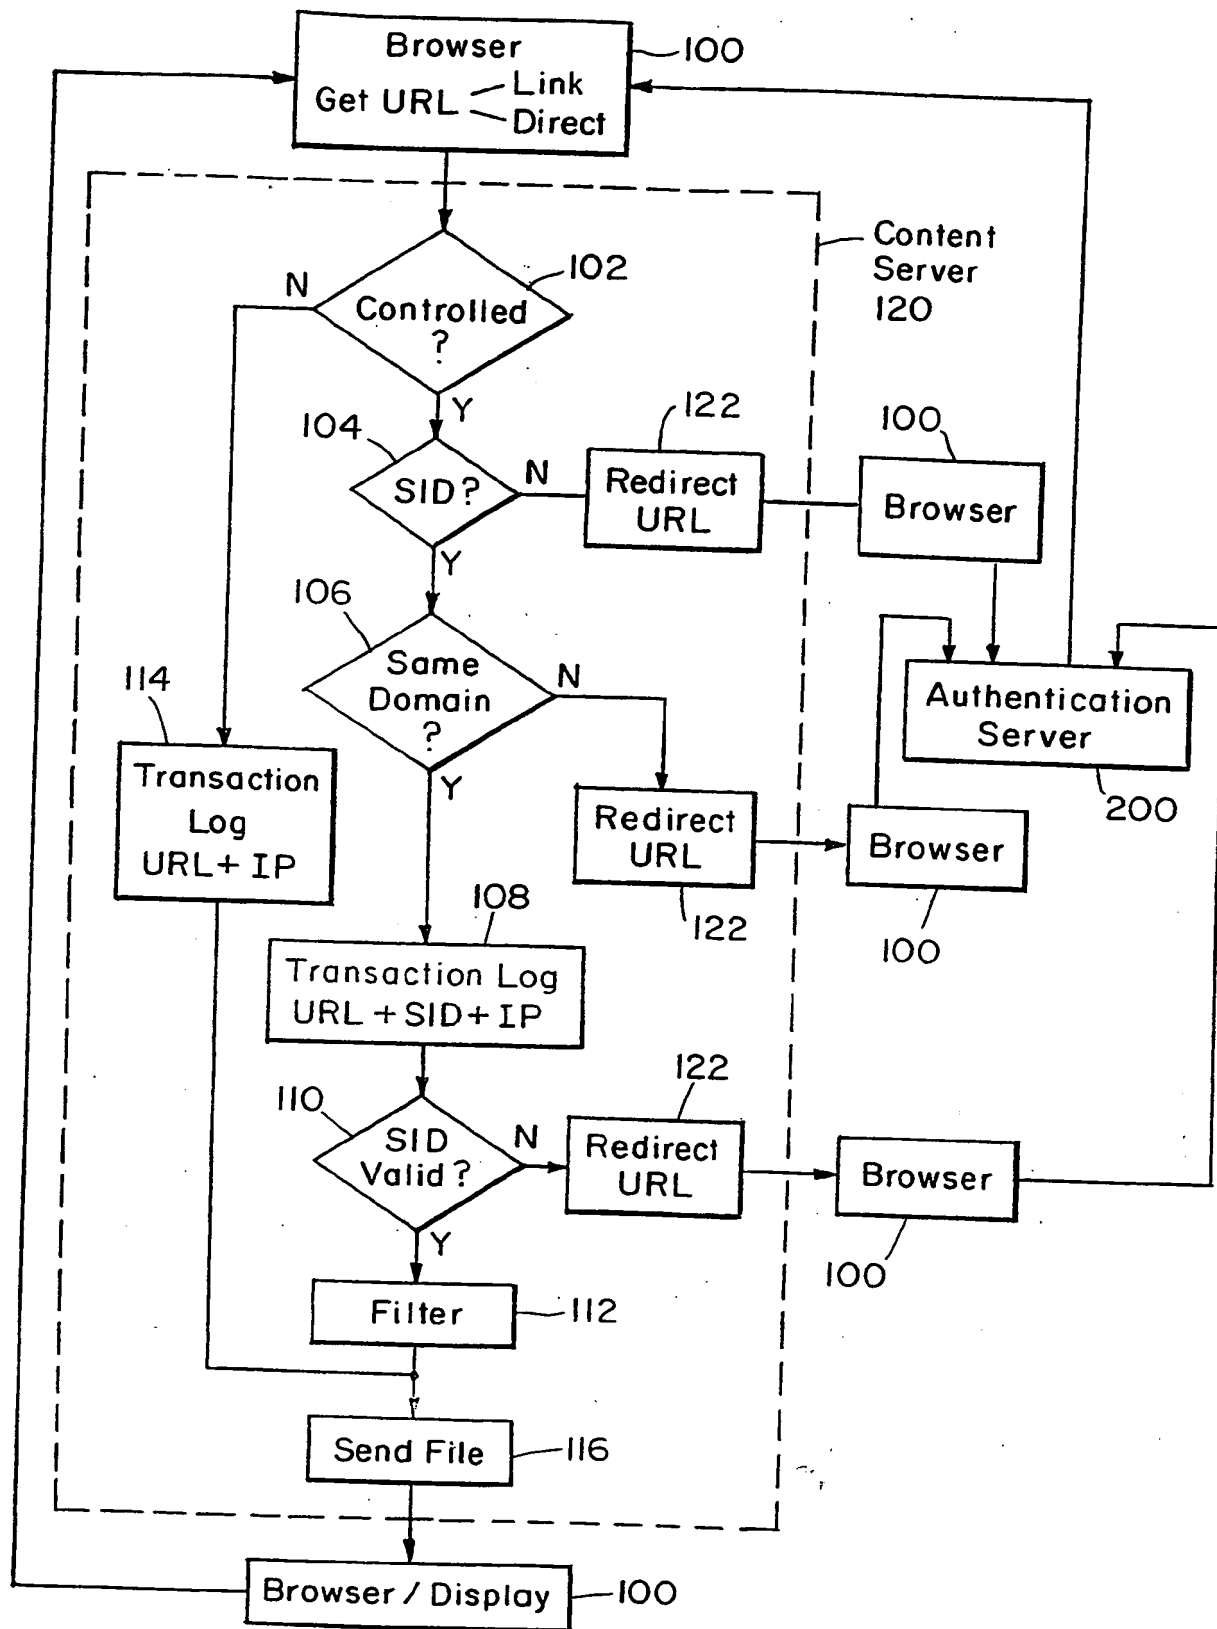 Browser
100
Get URL
Link
Direct
Content
Server
120
102
N
Controlled
?
Y
104
SID?
N
122
Redirect
URL
100
Browser
Y
106
Same
Domain
?
N
Y
114
Transaction
Log
URL + IP
Authentication
Server
200
Redirect
URL
122
Browser
100
108
Transaction Log
URL + SID + IP
110
SID
Valid?
N
Y
122
Redirect
URL
Browser
100
Filter
112
Send File
116
Browser / Display
100